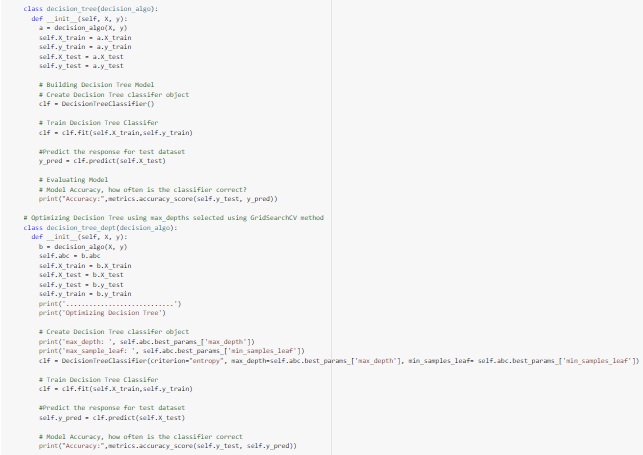 class decision_tree(decision_algo):
def __init__(self, X, y):
a = decision_algo(X, y)
self.X_train = a.X_train
self.y_train = a.y_train
self.X_test = a.X_test
self.y_test = a.y_test
# Building Decision Tree Model
# Create Decision Tree classifer object
clf = DecisionTreeClassifier()
# Train Decision Tree Classifer
clf = clf.fit(self.X_train,self.y_train)
#Predict the response for test dataset
y_pred = clf.predict(self.X_test)
# Evaluating Model
# Model Accuracy, how often is the classifier correct?
print("Accuracy:",metrics.accuracy_score(self.y_test, y_pred))
# Optimizing Decision Tree using max_depths selected using GridSearchCV method
class decision_tree_dept(decision_algo):
def __init__(self, X, y):
b = decision_algo(X, y)
self.abc = b.abc
self.X_train = b.X_train
self.X_test = b.X_test
self.y_test = b.y_test
self.y_train = b.y_train
print('............................')
print('Optimizing Decision Tree')
# Create Decision Tree classifer object
print('max_depth: ', self.abc.best_params_['max_depth'])
print('max_sample_leaf: ', self.abc.best_params_['min_samples_leaf'])
clf = DecisionTreeClassifier(criterion="entropy", max_depth=self.abc.best_params_['max_depth'], min_samples_leaf= self.abc.best_params_['min_samples_leaf'])
# Train Decision Tree Classifer
clf = clf.fit(self.X_train,self.y_train)
#Predict the response for test dataset
self.y_pred = clf.predict(self.X_test)
# Model Accuracy, how often is the classifier correct
print("Accuracy:",metrics.accuracy_score(self.y_test, self.y_pred))